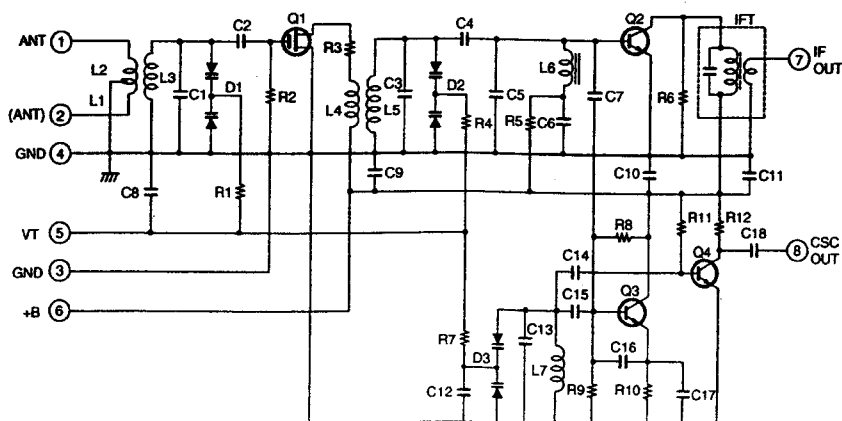 Q1
C4
Q2
IFT
ANT 1
C2
R3
L2
L3
D1
C3
D2
L6
7 IF
OUT
L1
C1
R2
L4
L5
C5
C7
R6
(ANT) 2
R4
R5
C6
GND 4
C8
R1
C9
C10
C11
VT 5
R8
R11
R12
C18
8 CSC
OUT
GND 3
C14
Q4
+B 6
C15
Q3
R7
D3
C13
L7
C16
C12
R9
R10
C17